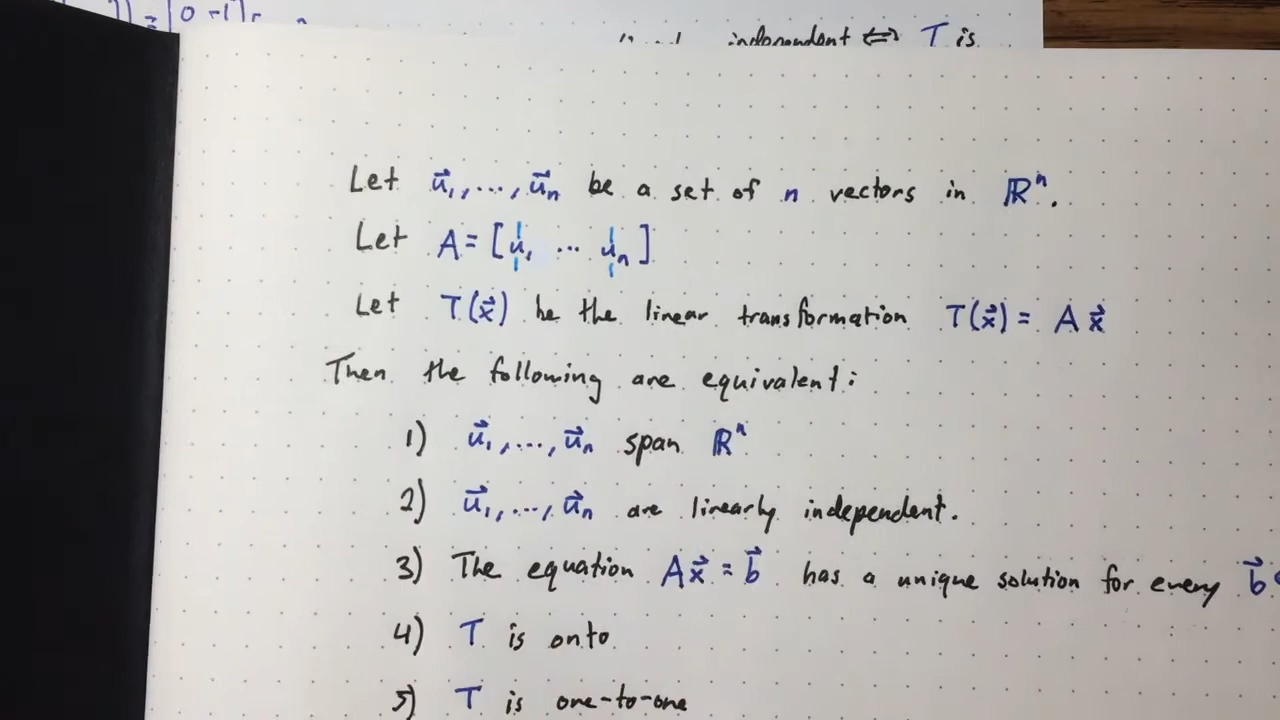 = [0 -1]
independent ⇔ T is
Let u⃗₁,...,u⃗ₙ be a set of n vectors in ℝⁿ.
Let A = [u₁ ... uₙ]
Let T(x⃗) be the linear transformation T(x⃗) = A x⃗
Then the following are equivalent:
1) u⃗₁,...,u⃗ₙ span ℝⁿ
2) u⃗₁,...,u⃗ₙ are linearly independent.
3) The equation Ax⃗ = b⃗ has a unique solution for every b⃗
4) T is onto
5) T is one-to-one